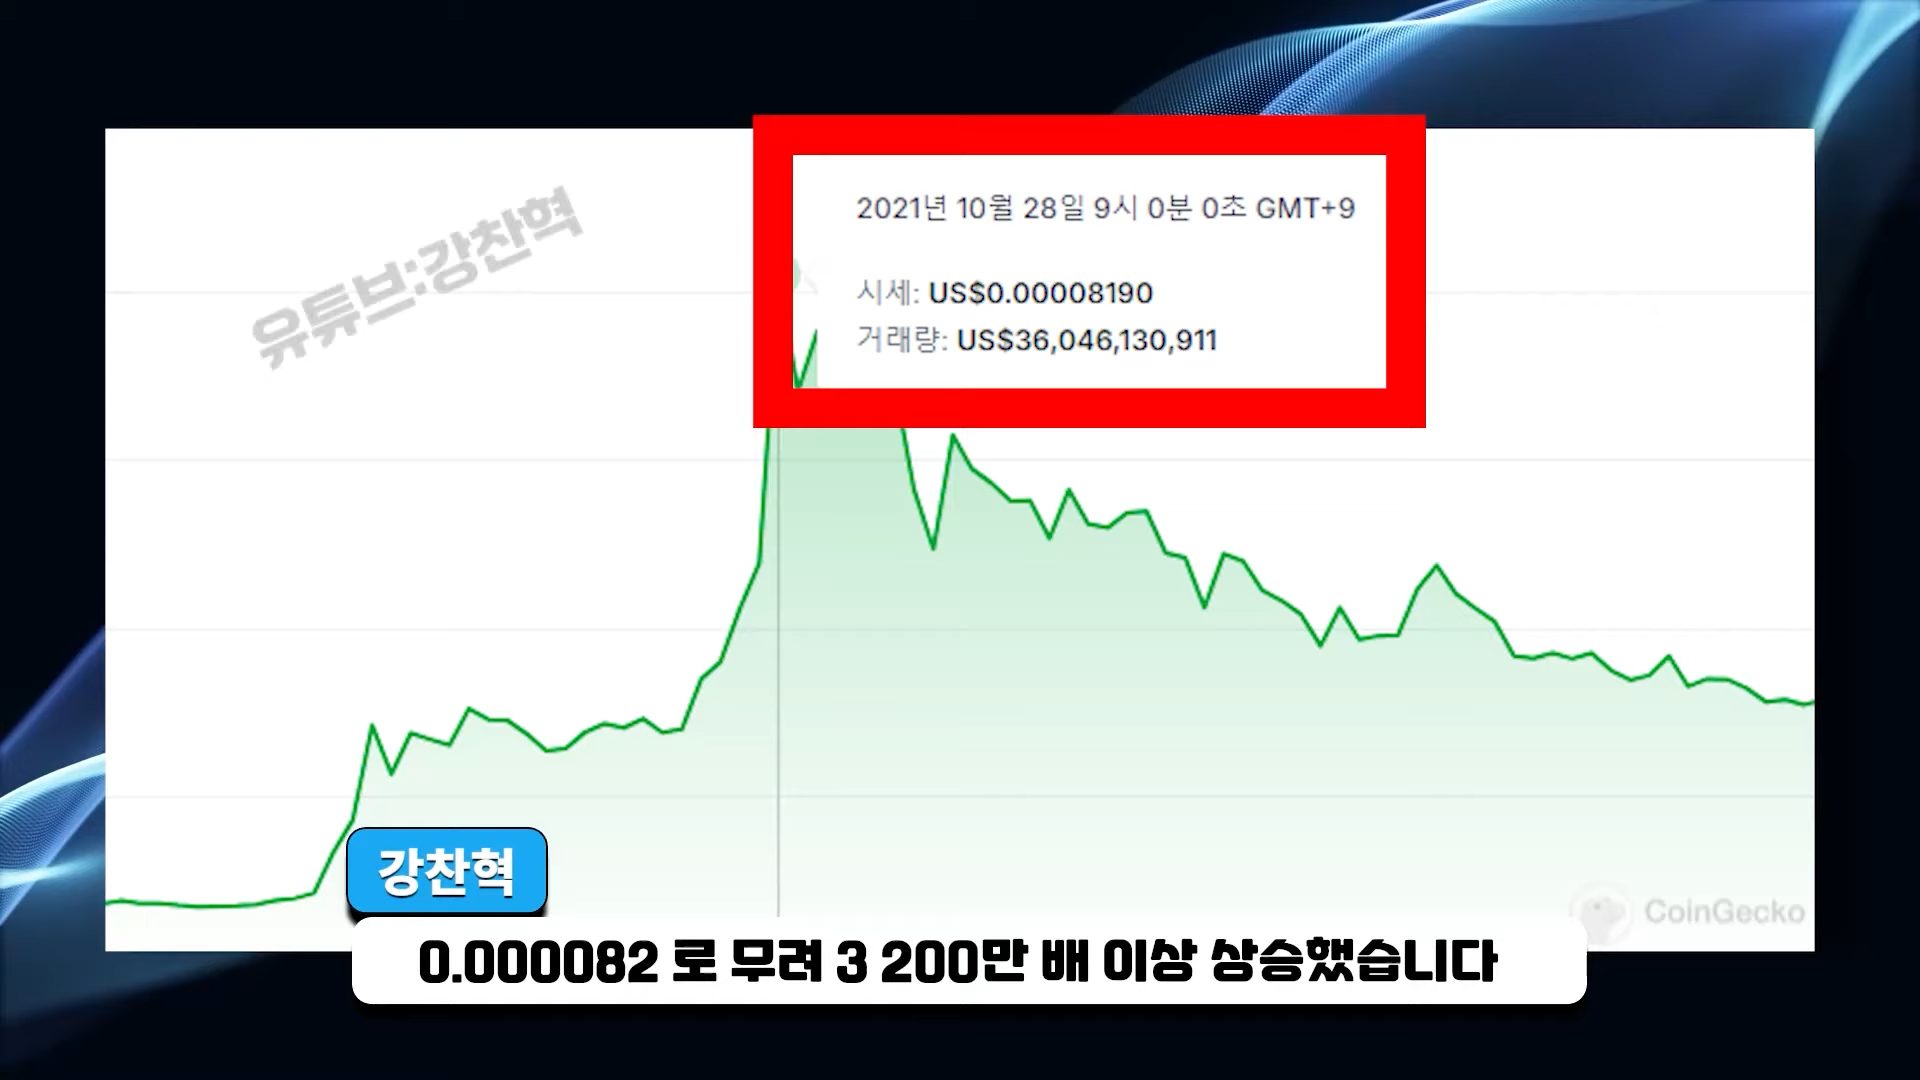 유튜브:강찬혁
2021년 10월 28일 9시 0분 0초 GMT+9
시세: US$0.00008190
거래량: US$36,046,130,911
CoinGecko
강찬혁
0.000082 로 무려 3 200만 배 이상 상승했습니다